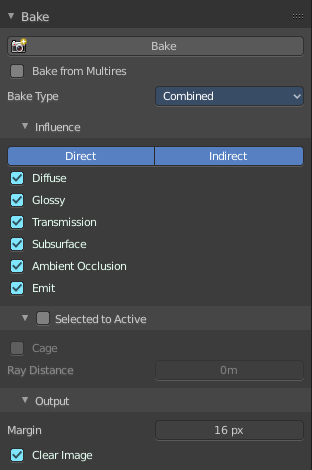 Bake
Bake
Bake from Multires
Bake Type Combined
Influence
Direct Indirect
Diffuse
Glossy
Transmission
Subsurface
Ambient Occlusion
Emit
Selected to Active
Cage
Ray Distance 0m
Output
Margin 16 px
Clear Image